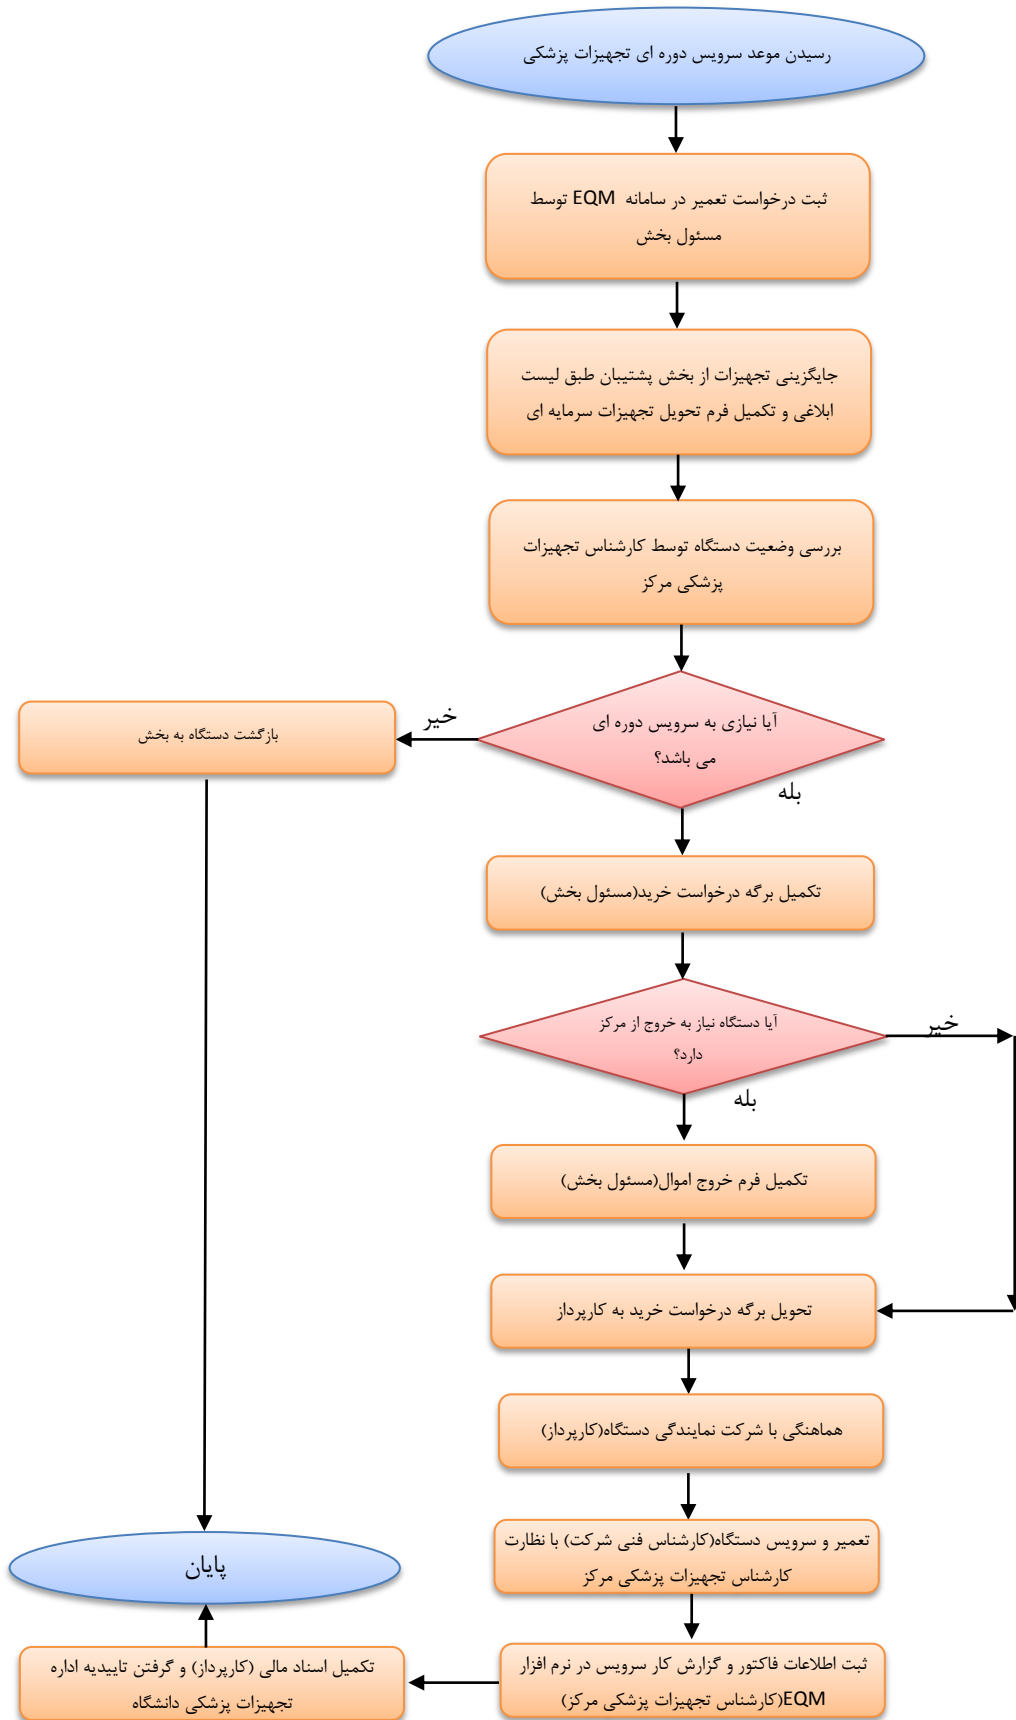 رسیدن موعد سرویس دوره ای تجهیزات پزشکی
ثبت درخواست تعمیر در سامانه EQM توسط
مسئول بخش
جایگزینی تجهیزات از بخش پشتیبان طبق لیست
ابلاغی و تکمیل فرم تحویل تجهیزات سرمایه ای
بررسی وضعیت دستگاه توسط کارشناس تجهیزات
پزشکی مرکز
آیا نیازی به سرویس دوره ای
می باشد؟
خیر
بازگشت دستگاه به بخش
بله
تکمیل برگه درخواست خرید(مسئول بخش)
آیا دستگاه نیاز به خروج از مرکز
دارد؟
خیر
بله
تکمیل فرم خروج اموال(مسئول بخش)
تحویل برگه درخواست خرید به کارپرداز
هماهنگی با شرکت نمایندگی دستگاه(کارپرداز)
تعمیر و سرویس دستگاه(کارشناس فنی شرکت) با نظارت
کارشناس تجهیزات پزشکی مرکز
ثبت اطلاعات فاکتور و گزارش کار سرویس در نرم افزار
EQM(کارشناس تجهیزات پزشکی مرکز)
تکمیل اسناد مالی (کارپرداز) و گرفتن تاییدیه اداره
تجهیزات پزشکی دانشگاه
پایان